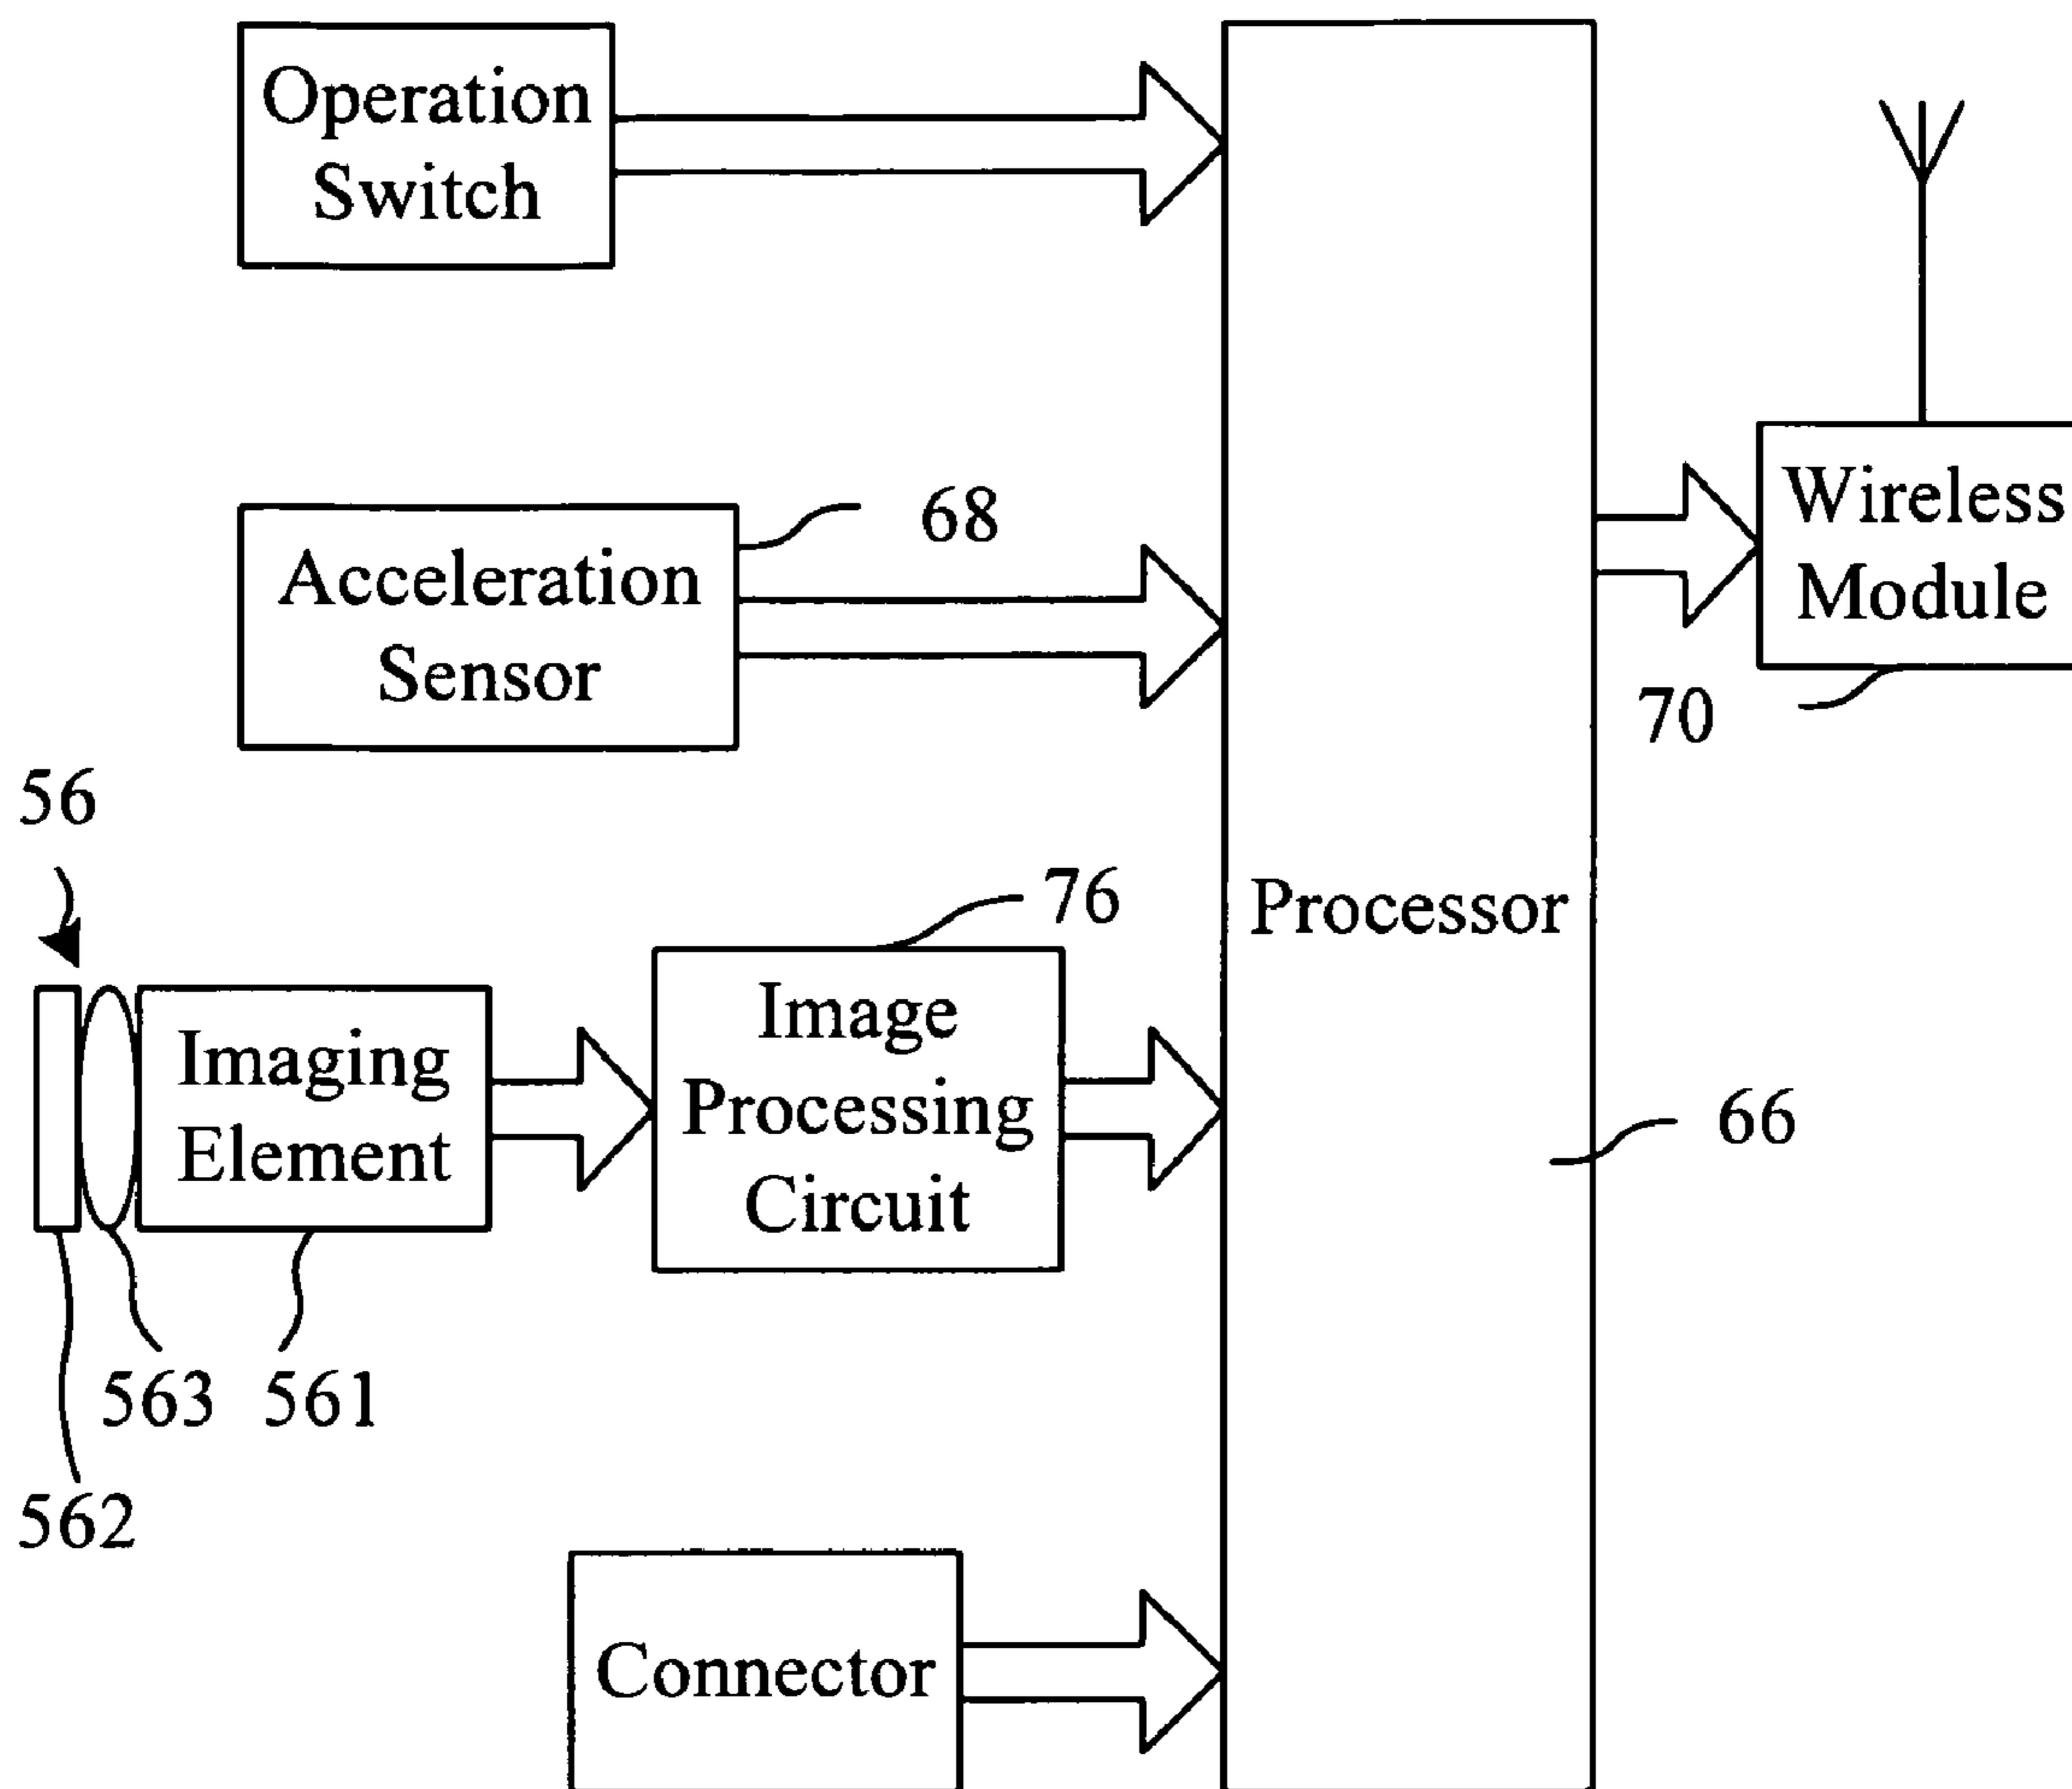 Operation
Switch
68
Acceleration
Sensor
Wireless
Module
70
56
76
Processor
Imaging
Element
Image
Processing
Circuit
66
563
561
562
Connector